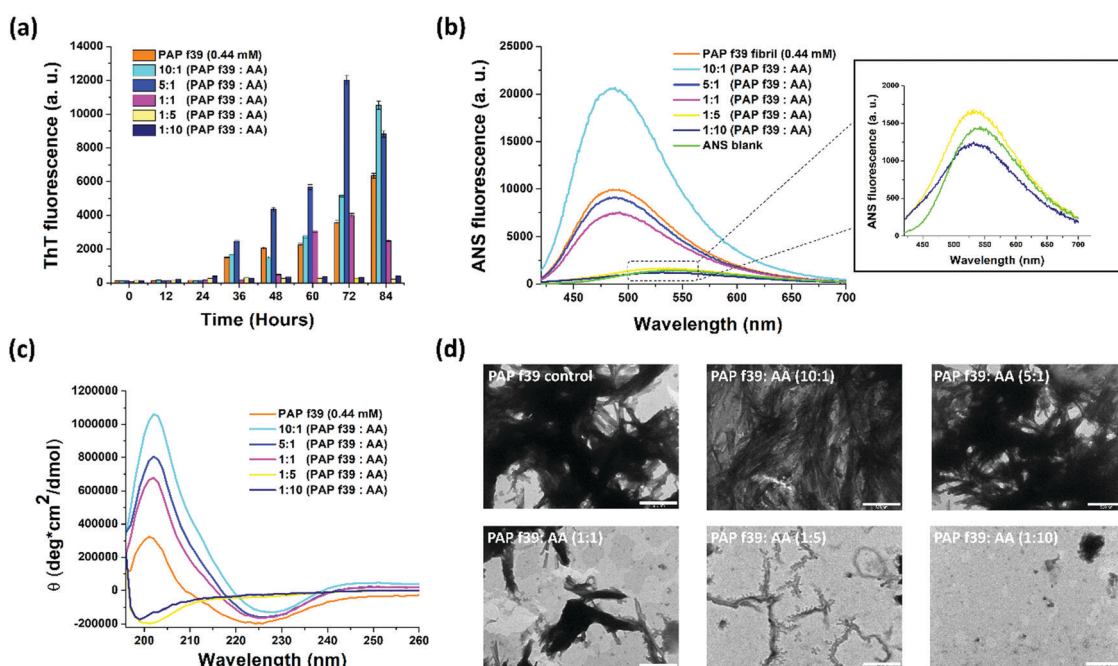 (a)
ThT fluorescence (a. u.)
14000
12000
10000
8000
6000
4000
2000
0
PAP f39 (0.44 mM)
10:1 (PAP f39 : AA)
5:1 (PAP f39 : AA)
1:1 (PAP f39 : AA)
1:5 (PAP f39 : AA)
1:10 (PAP f39 : AA)
0 12 24 36 48 60 72 84
Time (Hours)
(b)
ANS fluorescence (a. u.)
25000
20000
15000
10000
5000
0
PAP f39 fibril (0.44 mM)
10:1 (PAP f39 : AA)
5:1 (PAP f39 : AA)
1:1 (PAP f39 : AA)
1:5 (PAP f39 : AA)
1:10 (PAP f39 : AA)
ANS blank
450 500 550 600 650 700
Wavelength (nm)
ANS fluorescence (a. u.)
2000
1500
1000
500
0
450 500 550 600 650 700
Wavelength (nm)
(c)
θ (deg*cm2/dmol)
1200000
1000000
800000
600000
400000
200000
0
-200000
PAP f39 (0.44 mM)
10:1 (PAP f39 : AA)
5:1 (PAP f39 : AA)
1:1 (PAP f39 : AA)
1:5 (PAP f39 : AA)
1:10 (PAP f39 : AA)
200 210 220 230 240 250 260
Wavelength (nm)
(d)
PAP f39 control
PAP f39: AA (10:1)
PAP f39: AA (5:1)
PAP f39: AA (1:1)
PAP f39: AA (1:5)
PAP f39: AA (1:10)